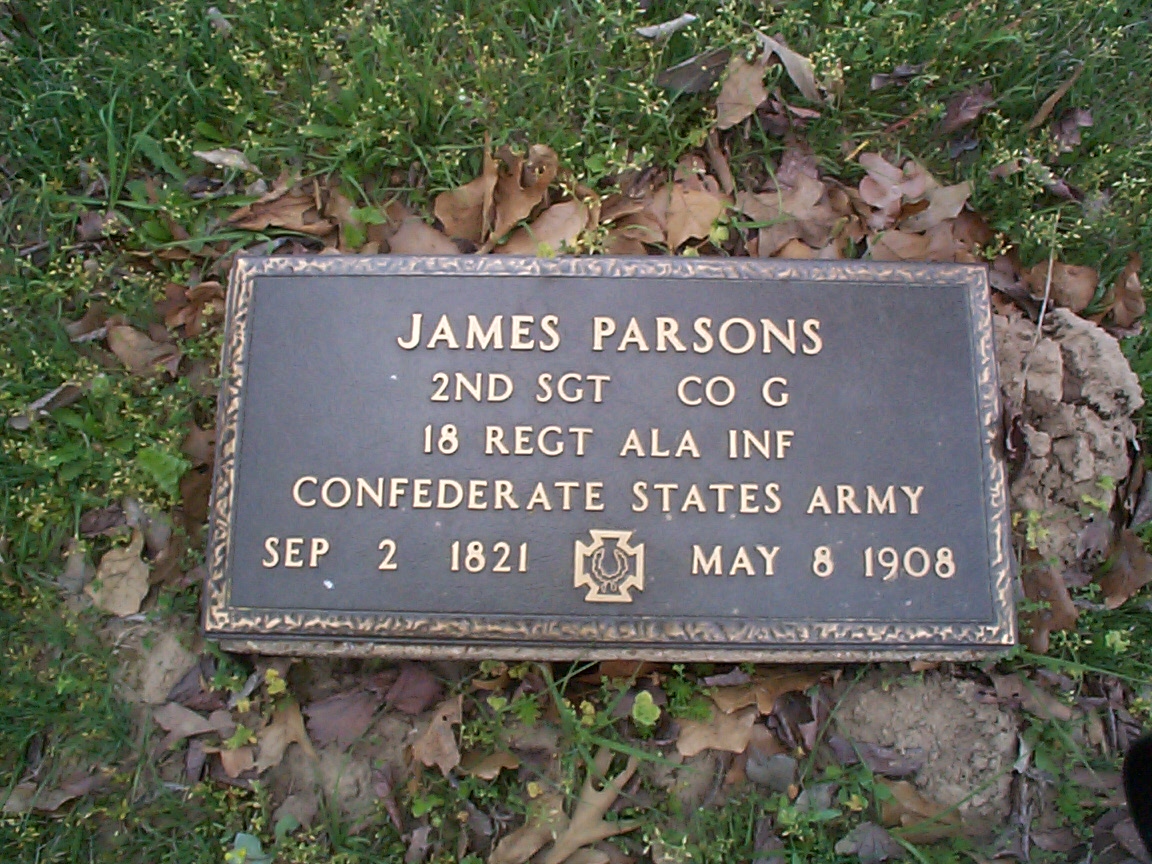 JAMES PARSONS
2ND SGT CO G
18 REGT ALA INF
CONFEDERATE STATES ARMY
SEP 2 1821 MAY 8 1908